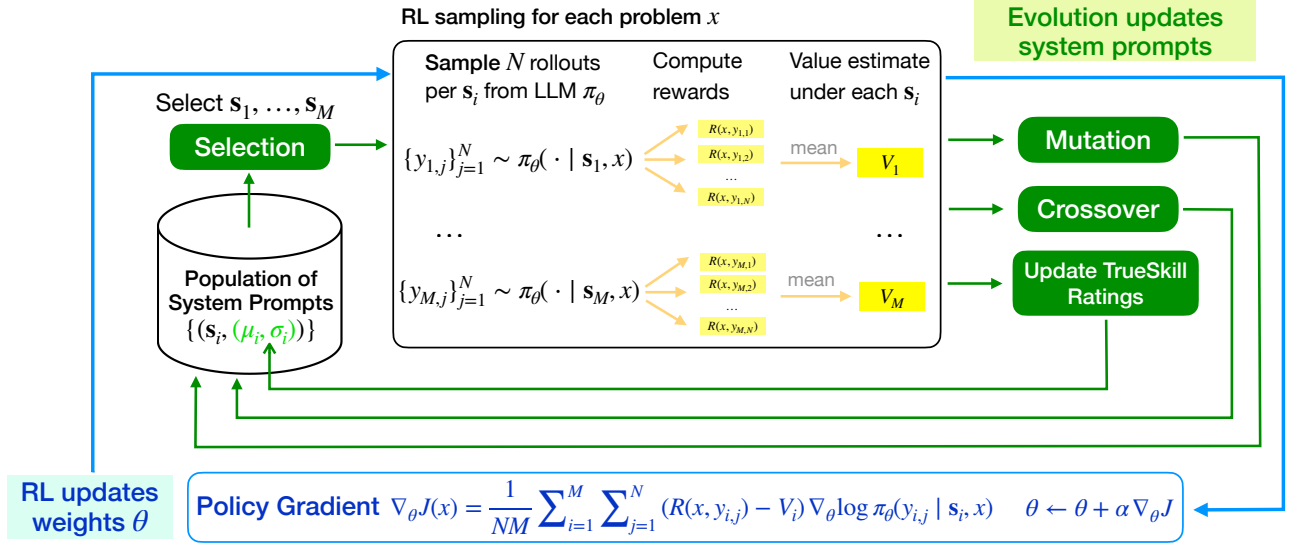 RL sampling for each problem x
Evolution updates
system prompts
Sample N rollouts
per s_i from LLM π_θ
Compute
rewards
Value estimate
under each s_i
Select s_1, …, s_M
Selection
{y_{1,j}}_{j=1}^N ∼ π_θ( · | s_1, x)
R(x, y_{1,1})
R(x, y_{1,2})
...
R(x, y_{1,N})
mean
V_1
…
…
{y_{M,j}}_{j=1}^N ∼ π_θ( · | s_M, x)
R(x, y_{M,1})
R(x, y_{M,2})
...
R(x, y_{M,N})
mean
V_M
Mutation
Crossover
Update TrueSkill
Ratings
Population of
System Prompts
{(s_i, (μ_i, σ_i))}
RL updates
weights θ
Policy Gradient ∇_θ J(x) = \frac{1}{NM} ∑_{i=1}^M ∑_{j=1}^N (R(x, y_{i,j}) − V_i) ∇_θ log π_θ(y_{i,j} | s_i, x) θ ← θ + α ∇_θ J